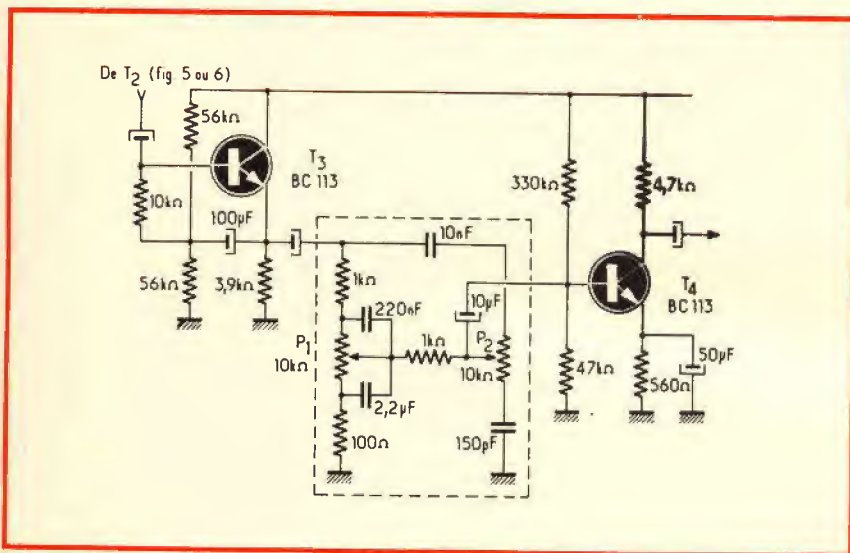 De T2 (fig. 5 ou 6)
56kΩ
T3
BC 113
10kΩ
100µF
56kΩ
3,9kΩ
330kΩ
4,7kΩ
10nF
1kΩ
220nF
10µF
T4
BC 113
P1
10kΩ
1kΩ
P2
10kΩ
2,2µF
47kΩ
560Ω
50µF
100Ω
150pF